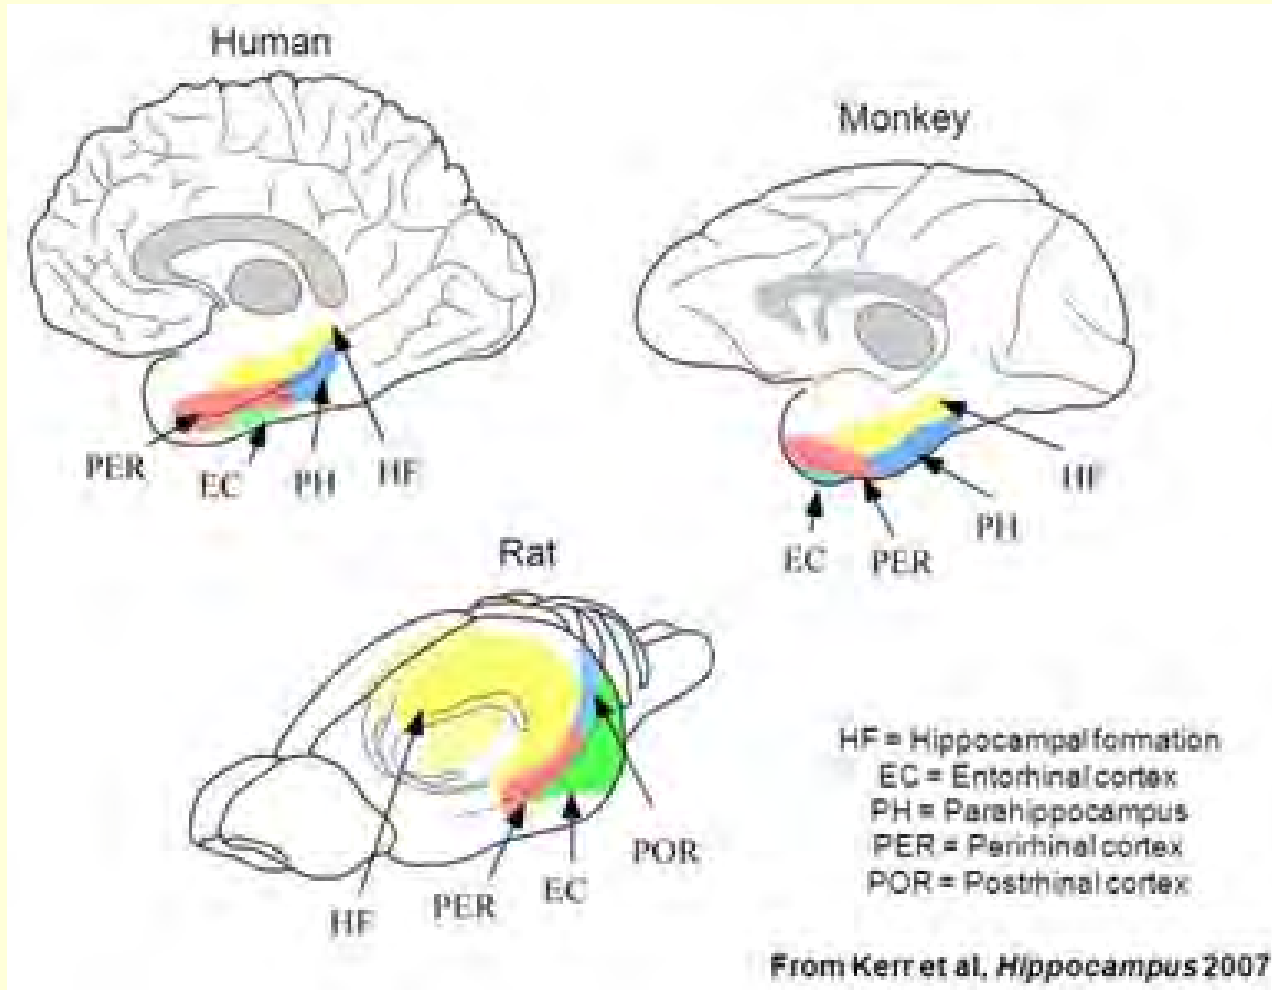 Human
Monkey
PER
EC
PH
HF
HF
PH
EC
PER
Rat
POR
EC
PER
HF
HF = Hippocampal formation
EC = Entorhinal cortex
PH = Parahippocampus
PER = Perirhinal cortex
POR = Postrhinal cortex
From Kerr et al, Hippocampus 2007